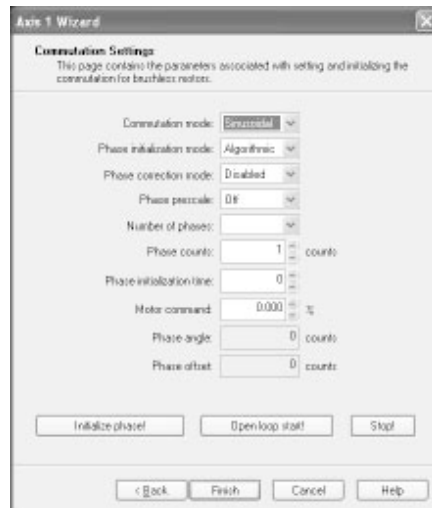 Axis 1 Wizard
Commutation Settings
This page contains the parameters associated with setting and initializing the
commutation for brushless motors.
Commutation mode: Sinusoidal
Phase initialization mode: Algorithmic
Phase correction mode: Disabled
Phase prescale: Off
Number of phases:
Phase counts: 1 counts
Phase initialization time: 0
Motor command: 0.000 %
Phase angle: 0 counts
Phase offset: 0 counts
Initialize phase! Open loop start! Stop!
< Back Finish Cancel Help